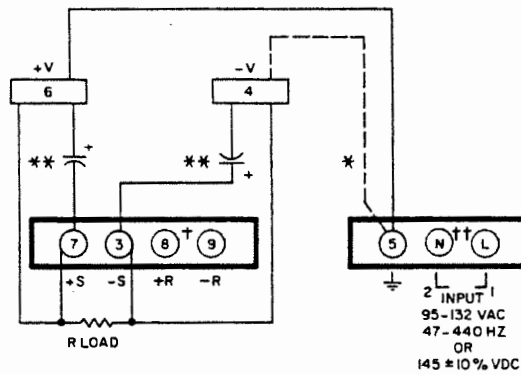 +V
-V
6
4
+
**
**
+
*
7
3
8
†
9
5
N
††
L
+S
-S
+R
-R
R LOAD
2
INPUT
1
95-132 VAC
47-440 HZ
OR
145 ±10% VDC